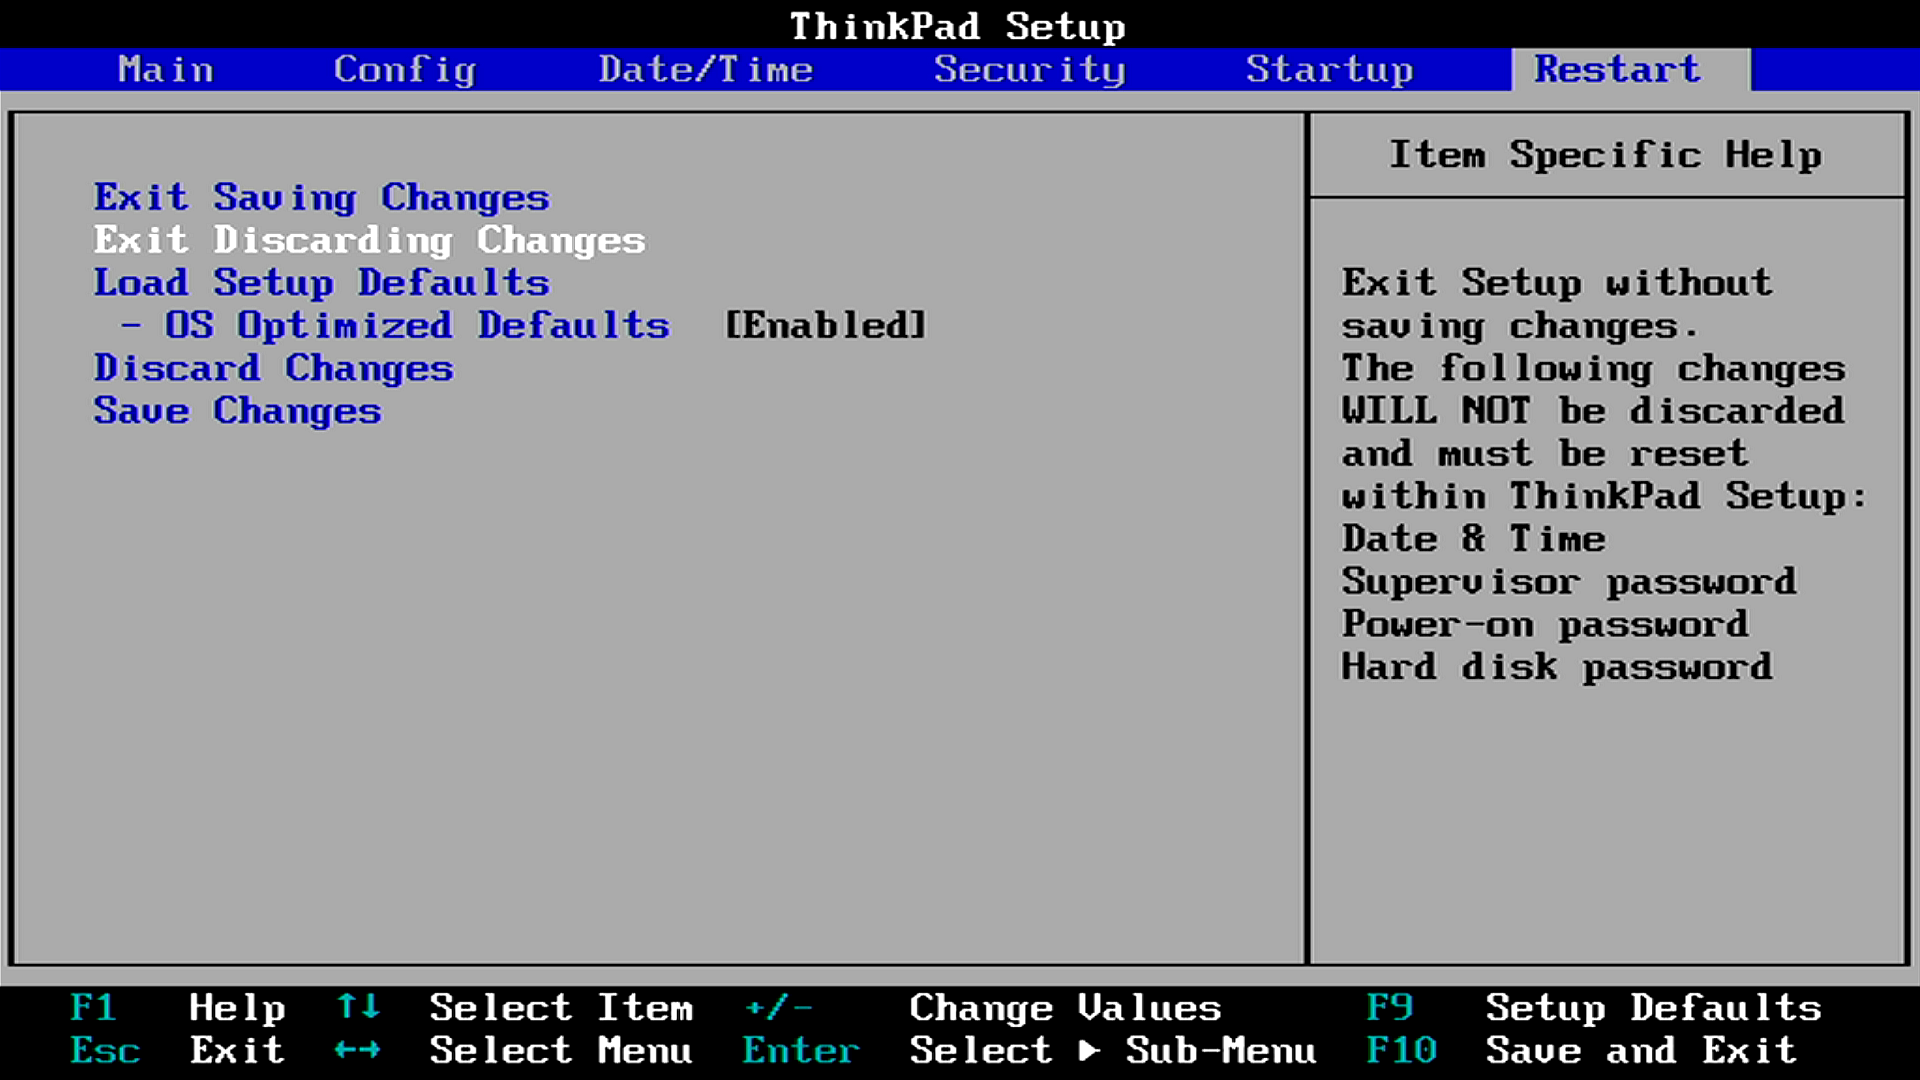 ThinkPad Setup
Main Config Date/Time Security Startup Restart
Item Specific Help
Exit Saving Changes
Exit Discarding Changes
Load Setup Defaults
- OS Optimized Defaults [Enabled]
Discard Changes
Save Changes
Exit Setup without
saving changes.
The following changes
WILL NOT be discarded
and must be reset
within ThinkPad Setup:
Date & Time
Supervisor password
Power-on password
Hard disk password
F1 Help ↑↓ Select Item +/- Change Values F9 Setup Defaults
Esc Exit ←→ Select Menu Enter Select ▶ Sub-Menu F10 Save and Exit